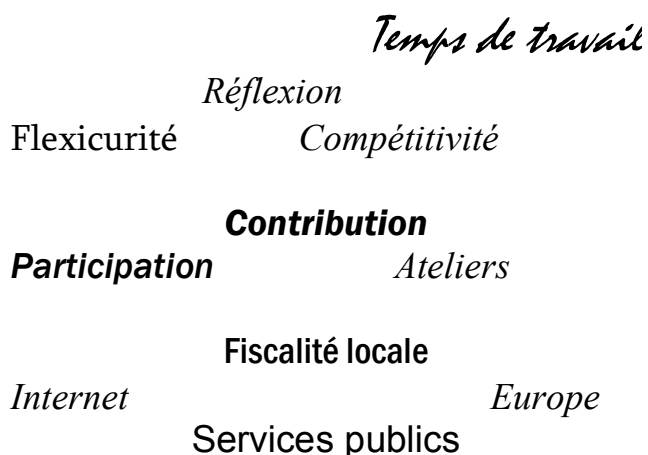 Temps de travail
Réflexion
Flexicurité Compétitivité
Contribution
Participation Ateliers
Fiscalité locale
Internet Europe
Services publics